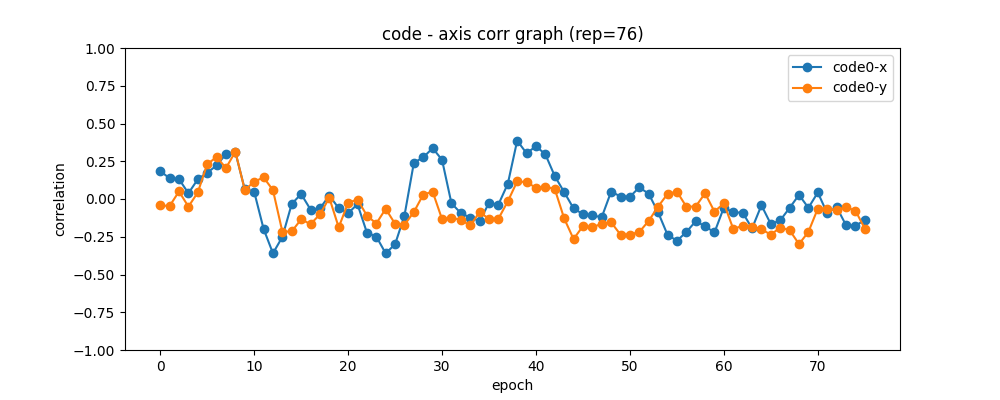 code - axis corr graph (rep=76)
1.00
0.75
0.50
0.25
0.00
−0.25
−0.50
−0.75
−1.00
correlation
code0-x
code0-y
0 10 20 30 40 50 60 70
epoch